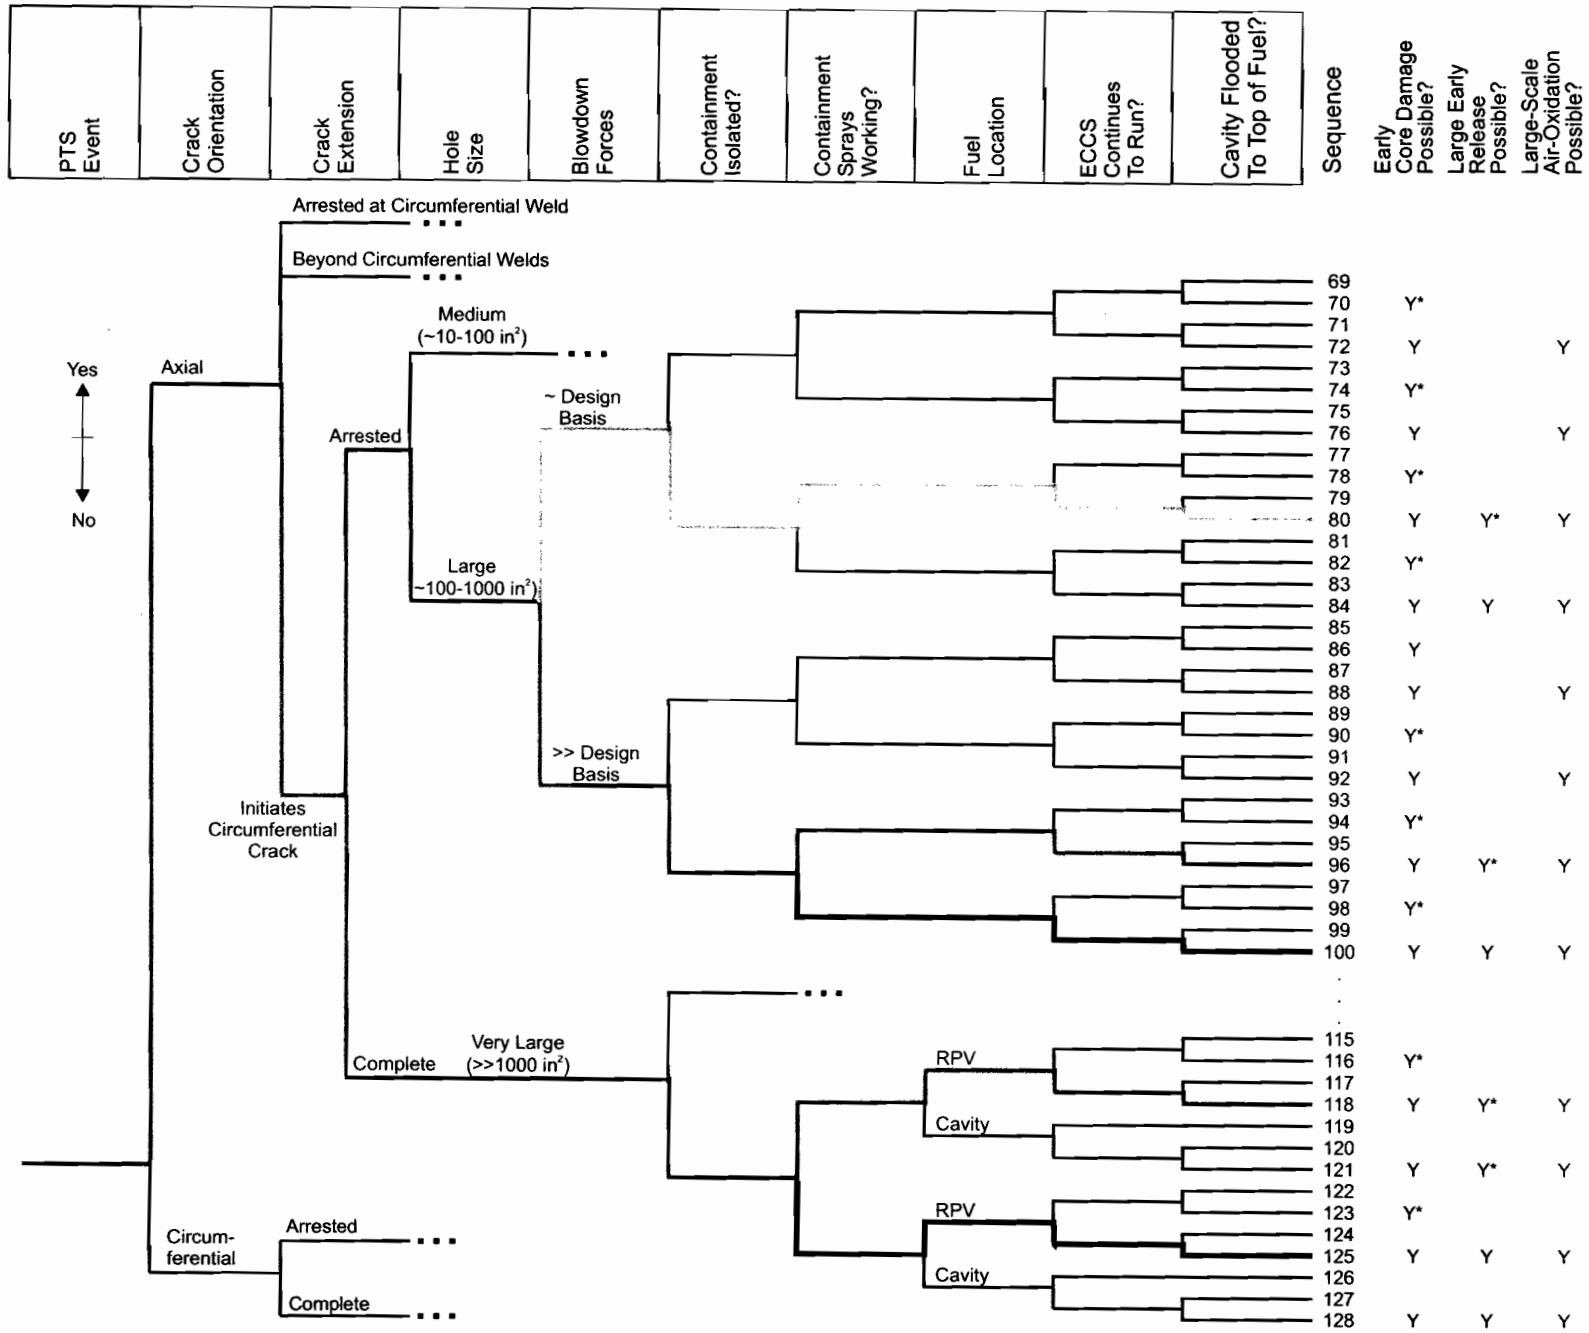 PTS
Event
Crack
Orientation
Crack
Extension
Hole
Size
Blowdown
Forces
Containment
Isolated?
Containment
Sprays
Working?
Fuel
Location
ECCS
Continues
To Run?
Cavity Flooded
To Top of Fuel?
Sequence
Early
Core Damage
Possible?
Large Early
Release
Possible?
Large-Scale
Air-Oxidation
Possible?
Arrested at Circumferential Weld
Beyond Circumferential Welds
Medium
(~10-100 in²)
Yes
No
Axial
~ Design
Basis
Arrested
Large
~100-1000 in²)
>> Design
Basis
Initiates
Circumferential
Crack
Complete
Very Large
(>>1000 in²)
RPV
Cavity
RPV
Cavity
Circum-
ferential
Arrested
Complete
69
70 Y*
71
72 Y Y
73
74 Y*
75
76 Y Y
77
78 Y*
79
80 Y Y* Y
81
82 Y*
83
84 Y Y Y
85
86 Y
87
88 Y Y
89
90 Y*
91
92 Y Y
93
94 Y*
95
96 Y Y* Y
97
98 Y*
99
100 Y Y Y
115
116 Y*
117
118 Y Y* Y
119
120
121 Y Y* Y
122
123 Y*
124
125 Y Y Y
126
127
128 Y Y Y